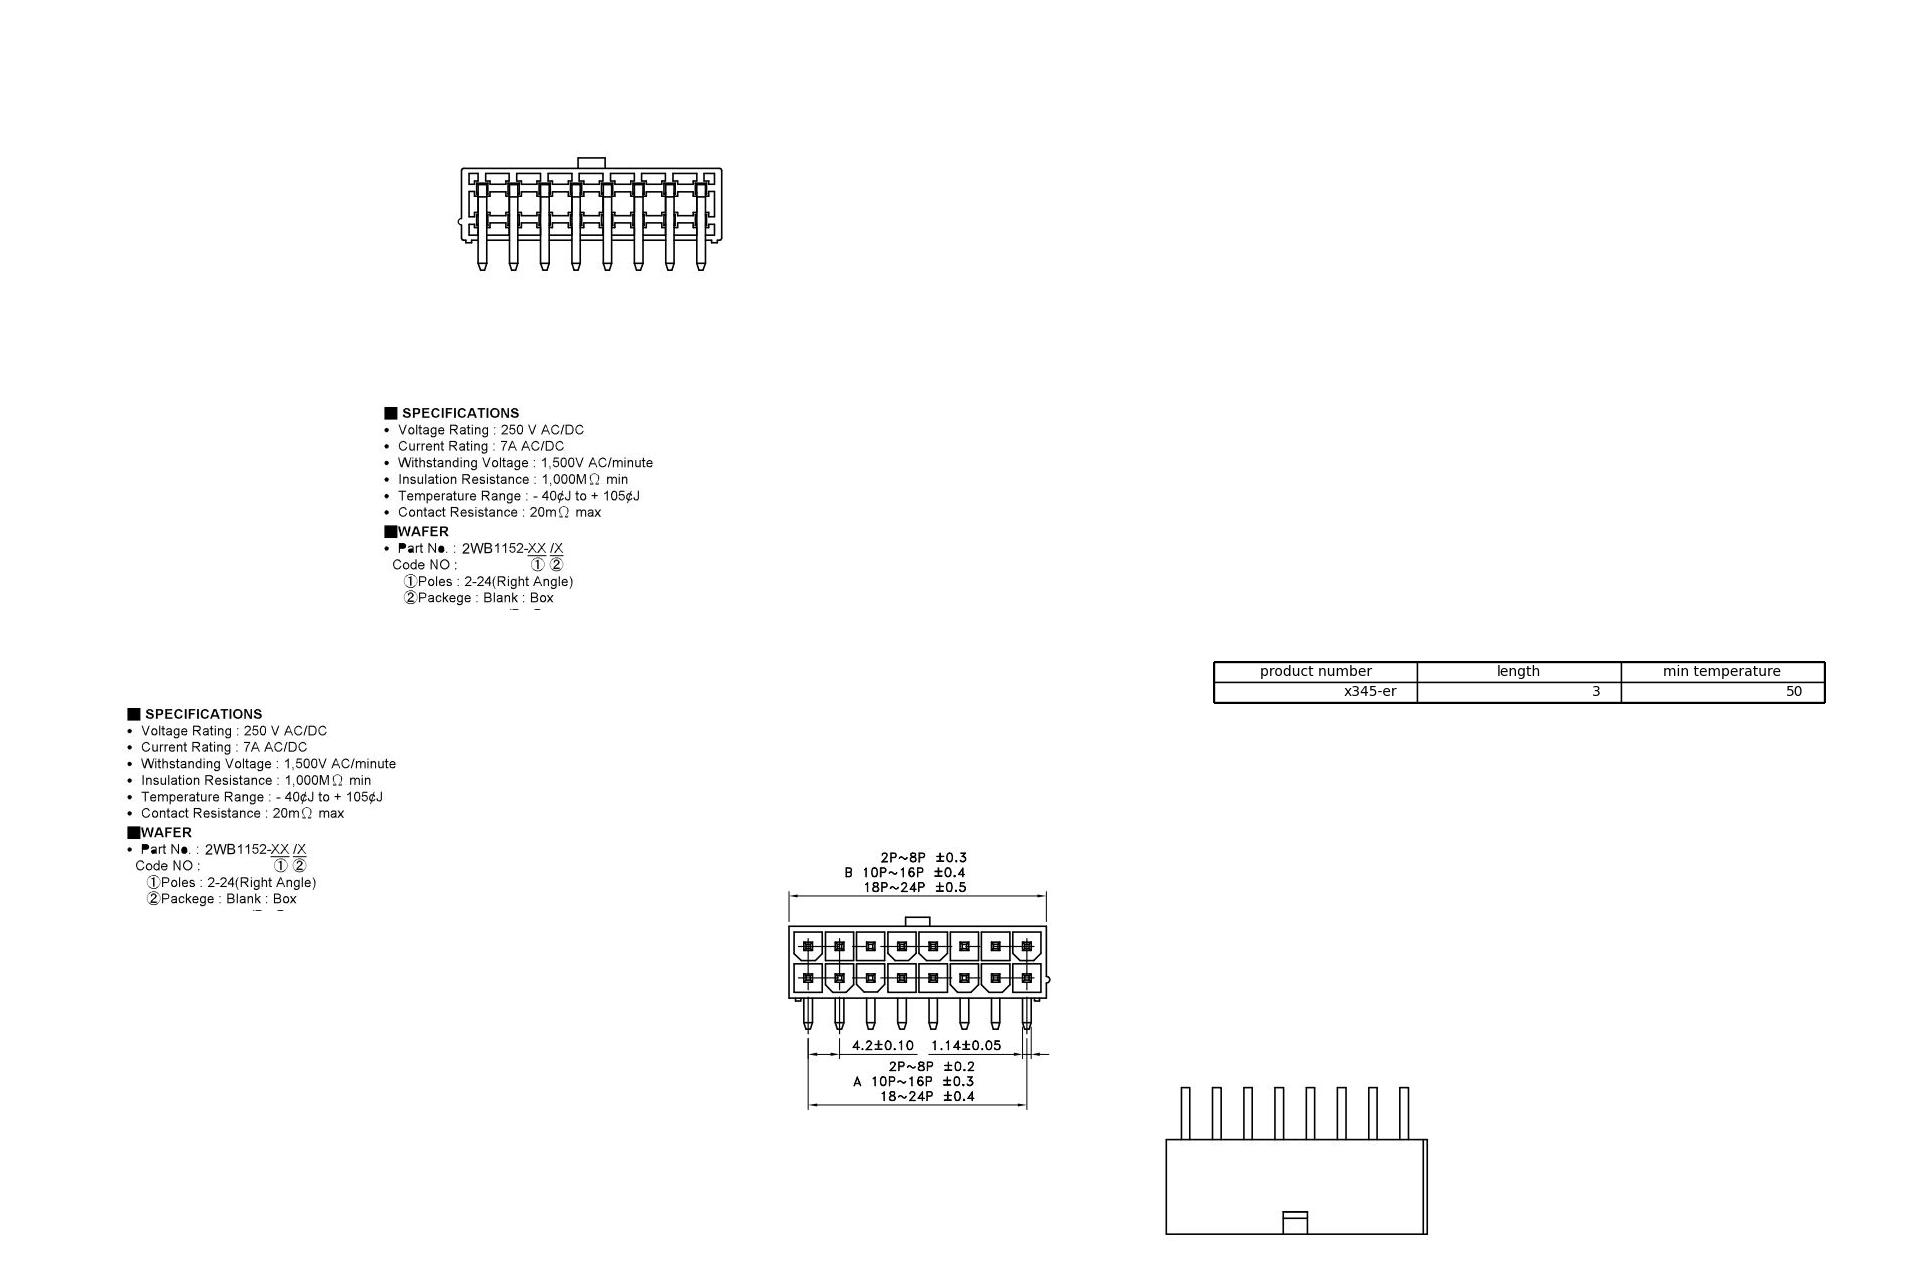 ■ SPECIFICATIONS
• Voltage Rating : 250 V AC/DC
• Current Rating : 7A AC/DC
• Withstanding Voltage : 1,500V AC/minute
• Insulation Resistance : 1,000MΩ min
• Temperature Range : - 40¢J to + 105¢J
• Contact Resistance : 20mΩ max
■WAFER
• Part No. : 2WB1152-XX /X
Code NO : ① ②
①Poles : 2-24(Right Angle)
②Packege : Blank : Box
product number length min temperature
x345-er 3 50
■ SPECIFICATIONS
• Voltage Rating : 250 V AC/DC
• Current Rating : 7A AC/DC
• Withstanding Voltage : 1,500V AC/minute
• Insulation Resistance : 1,000MΩ min
• Temperature Range : - 40¢J to + 105¢J
• Contact Resistance : 20mΩ max
■WAFER
• Part No. : 2WB1152-XX /X
Code NO : ① ②
①Poles : 2-24(Right Angle)
②Packege : Blank : Box
2P~8P ±0.3
B 10P~16P ±0.4
18P~24P ±0.5
4.2±0.10 1.14±0.05
2P~8P ±0.2
A 10P~16P ±0.3
18~24P ±0.4